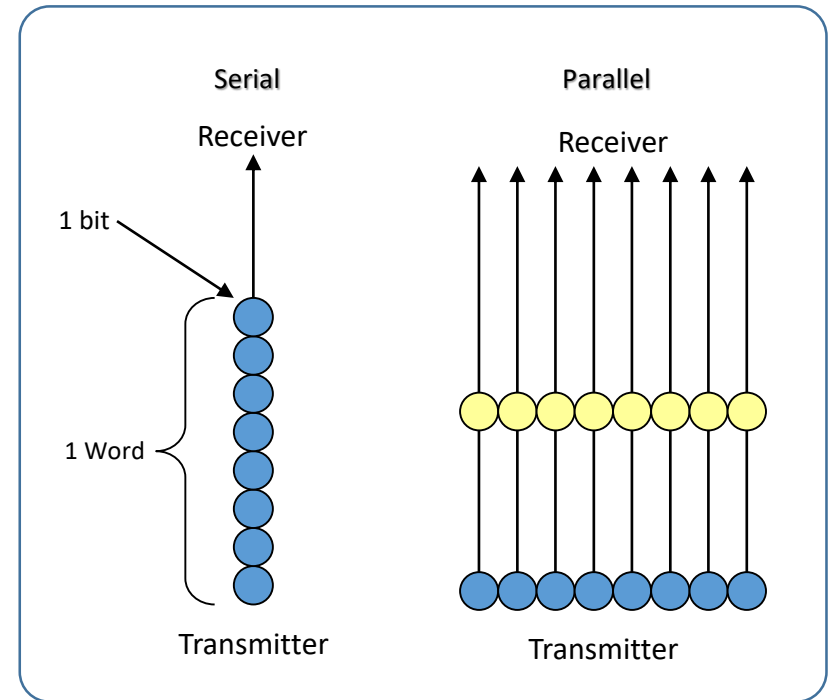 Serial
Parallel
Receiver
Receiver
1 bit
1 Word
Transmitter
Transmitter